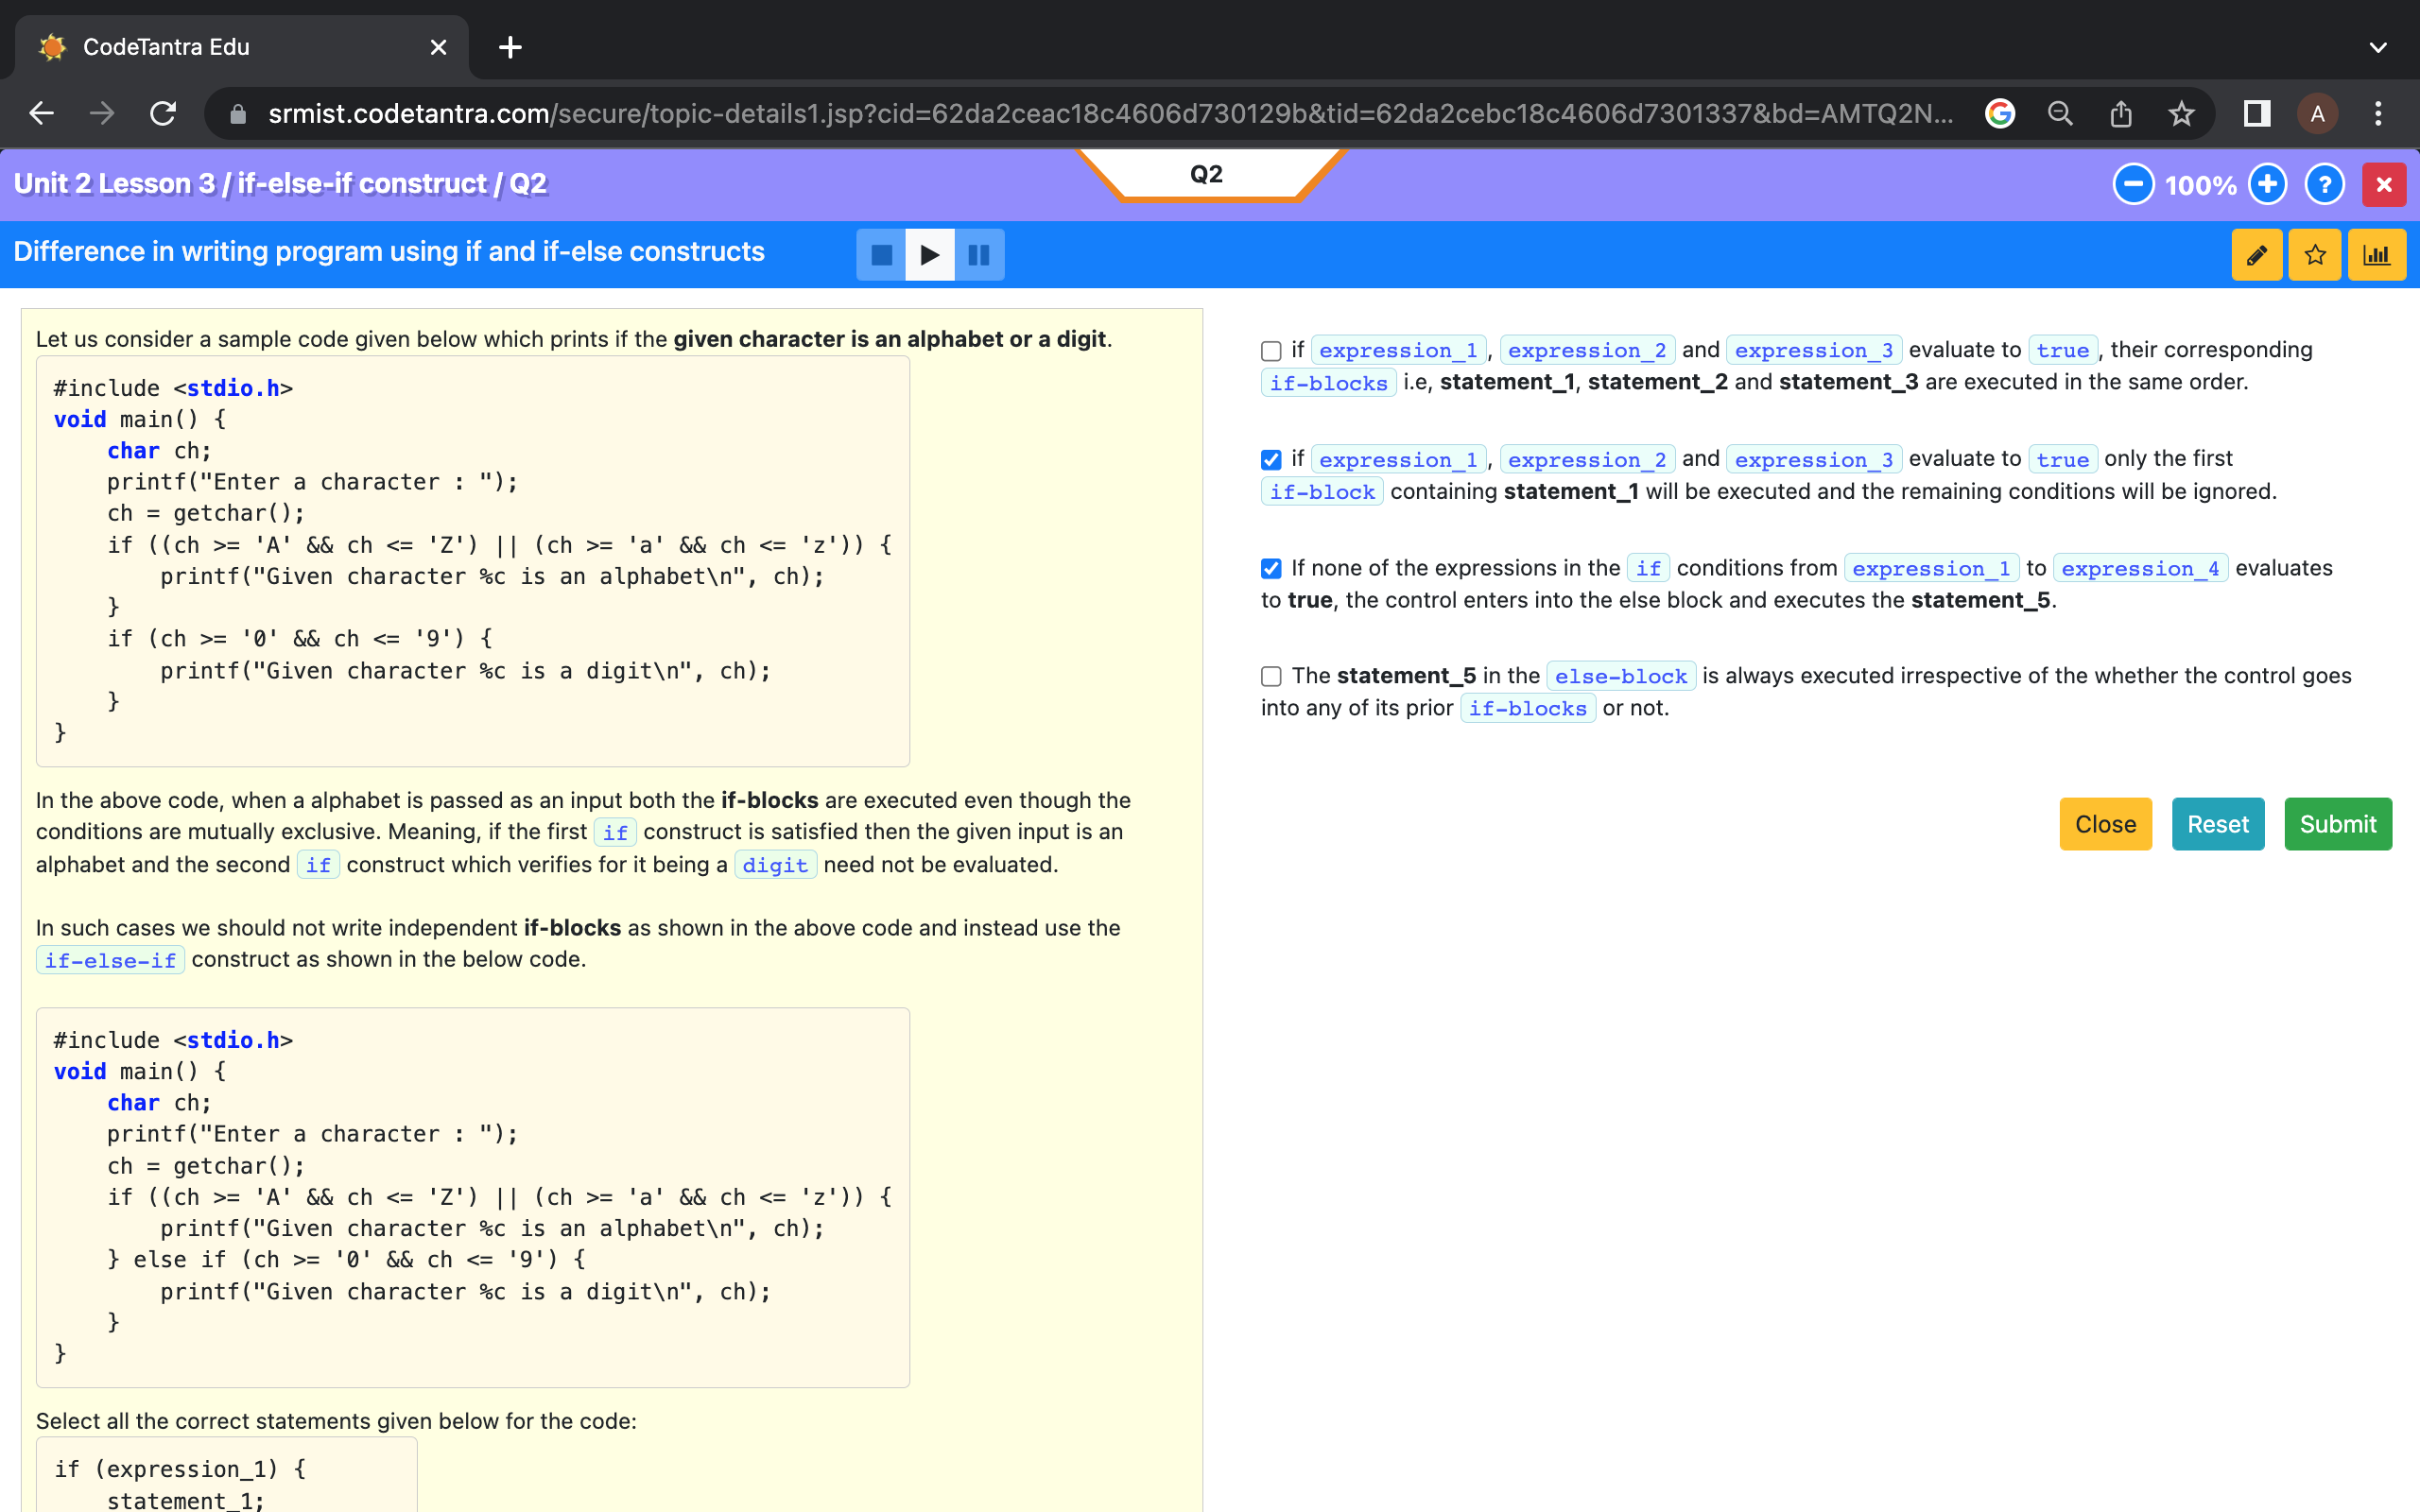 CodeTantra Edu
srmist.codetantra.com/secure/topic-details1.jsp?cid=62da2ceac18c4606d730129b&tid=62da2cebc18c4606d7301337&bd=AMTQ2N...
A
Unit 2 Lesson 3 / if-else-if construct / Q2
Q2
100%
?
Difference in writing program using if and if-else constructs
Let us consider a sample code given below which prints if the given character is an alphabet or a digit.
#include <stdio.h>
void main() {
    char ch;
    printf("Enter a character : ");
    ch = getchar();
    if ((ch >= 'A' && ch <= 'Z') || (ch >= 'a' && ch <= 'z')) {
        printf("Given character %c is an alphabet\n", ch);
    }
    if (ch >= '0' && ch <= '9') {
        printf("Given character %c is a digit\n", ch);
    }
}
In the above code, when a alphabet is passed as an input both the if-blocks are executed even though the
conditions are mutually exclusive. Meaning, if the first if construct is satisfied then the given input is an
alphabet and the second if construct which verifies for it being a digit need not be evaluated.
In such cases we should not write independent if-blocks as shown in the above code and instead use the
if-else-if construct as shown in the below code.
#include <stdio.h>
void main() {
    char ch;
    printf("Enter a character : ");
    ch = getchar();
    if ((ch >= 'A' && ch <= 'Z') || (ch >= 'a' && ch <= 'z')) {
        printf("Given character %c is an alphabet\n", ch);
    } else if (ch >= '0' && ch <= '9') {
        printf("Given character %c is a digit\n", ch);
    }
}
Select all the correct statements given below for the code:
if (expression_1) {
    statement_1;
if expression_1, expression_2 and expression_3 evaluate to true, their corresponding
if-blocks i.e, statement_1, statement_2 and statement_3 are executed in the same order.
if expression_1, expression_2 and expression_3 evaluate to true only the first
if-block containing statement_1 will be executed and the remaining conditions will be ignored.
If none of the expressions in the if conditions from expression_1 to expression_4 evaluates
to true, the control enters into the else block and executes the statement_5.
The statement_5 in the else-block is always executed irrespective of the whether the control goes
into any of its prior if-blocks or not.
Close Reset Submit